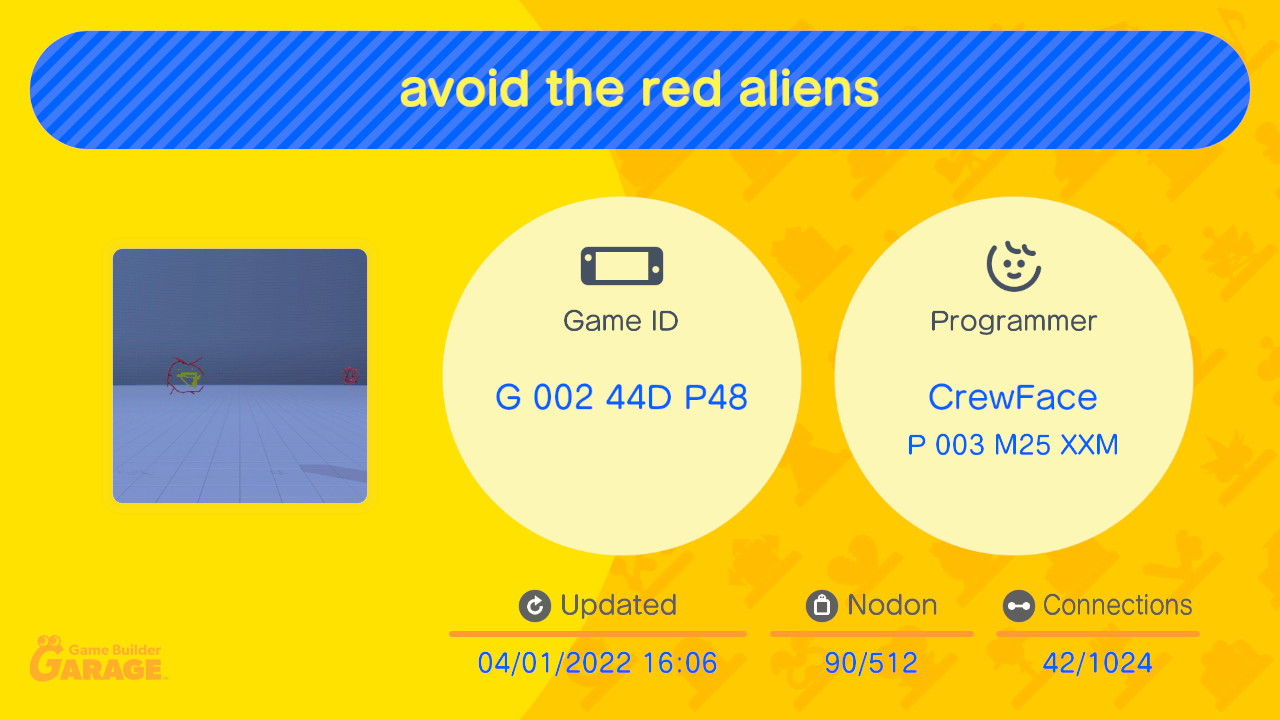 avoid the red aliens
Game ID
G 002 44D P48
Programmer
CrewFace
P 003 M25 XXM
Updated
04/01/2022 16:06
Nodon
90/512
Connections
42/1024
Game Builder
GARAGE™